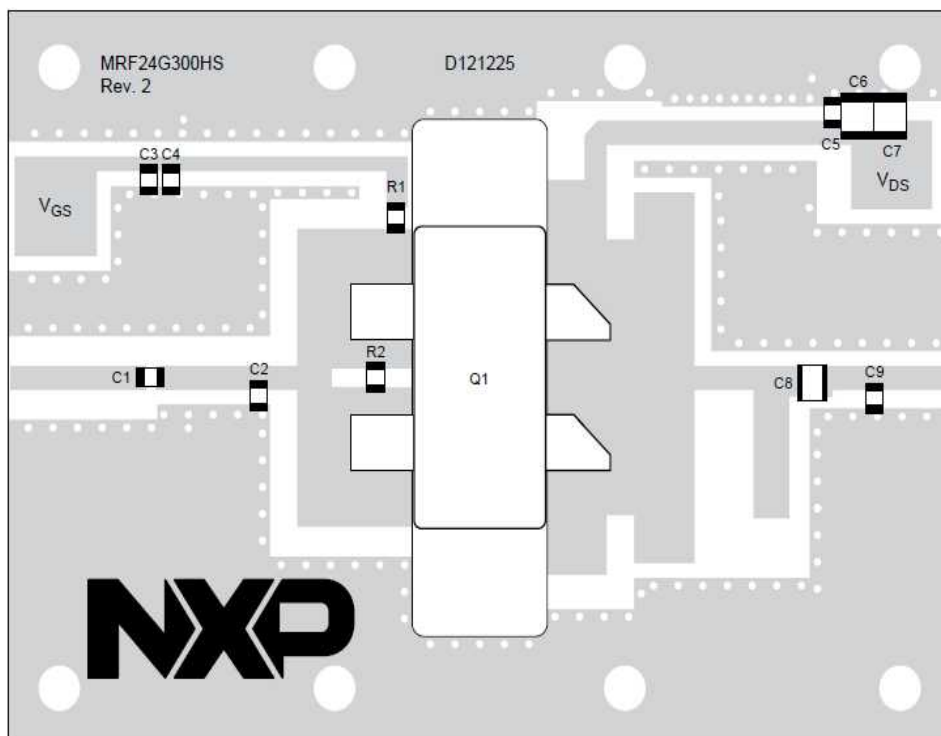 MRF24G300HS
Rev. 2
D121225
C6
C5
C7
C3 C4
R1
VGS
VDS
C1
C2
R2
Q1
C8
C9
NXP